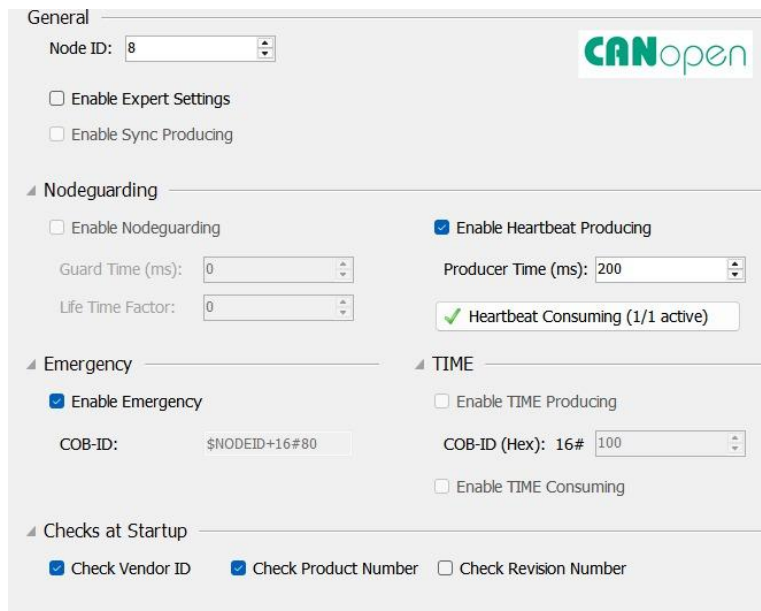 General
Node ID: 8
CANopen
Enable Expert Settings
Enable Sync Producing
Nodeguarding
Enable Nodeguarding
Enable Heartbeat Producing
Guard Time (ms): 0
Producer Time (ms): 200
Life Time Factor: 0
Heartbeat Consuming (1/1 active)
Emergency
TIME
Enable Emergency
Enable TIME Producing
COB-ID: $NODEID+16#80
COB-ID (Hex): 16# 100
Enable TIME Consuming
Checks at Startup
Check Vendor ID
Check Product Number
Check Revision Number